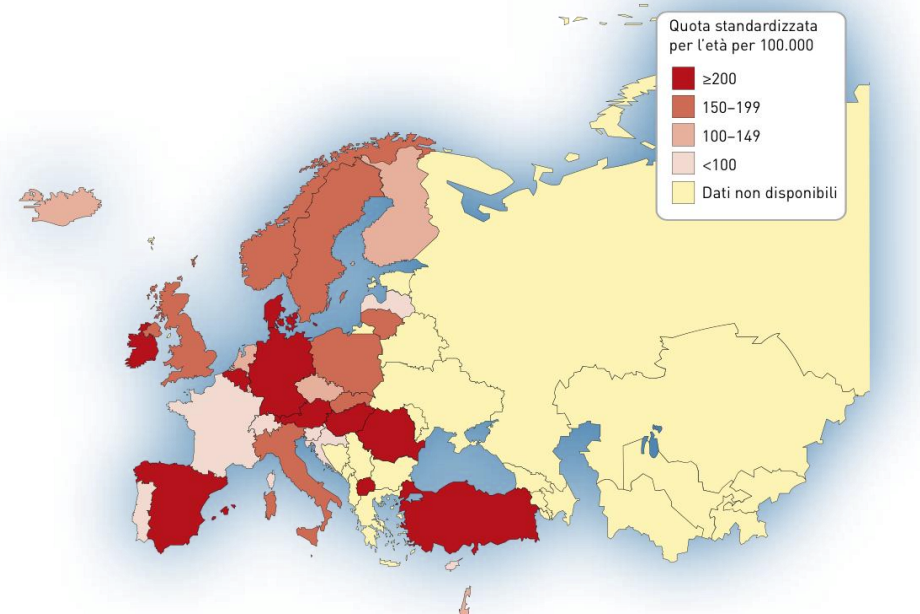 Quota standardizzata
per l'età per 100.000
≥200
150–199
100–149
<100
Dati non disponibili